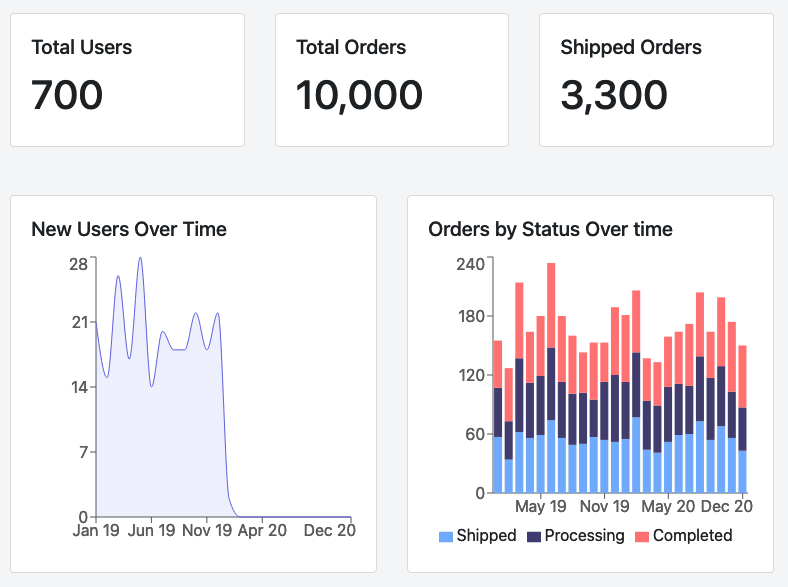 Total Users
700
Total Orders
10,000
Shipped Orders
3,300
New Users Over Time
28
21
14
7
0
Jan 19 Jun 19 Nov 19 Apr 20 Dec 20
Orders by Status Over time
240
180
120
60
0
May 19 Nov 19 May 20 Dec 20
Shipped Processing Completed